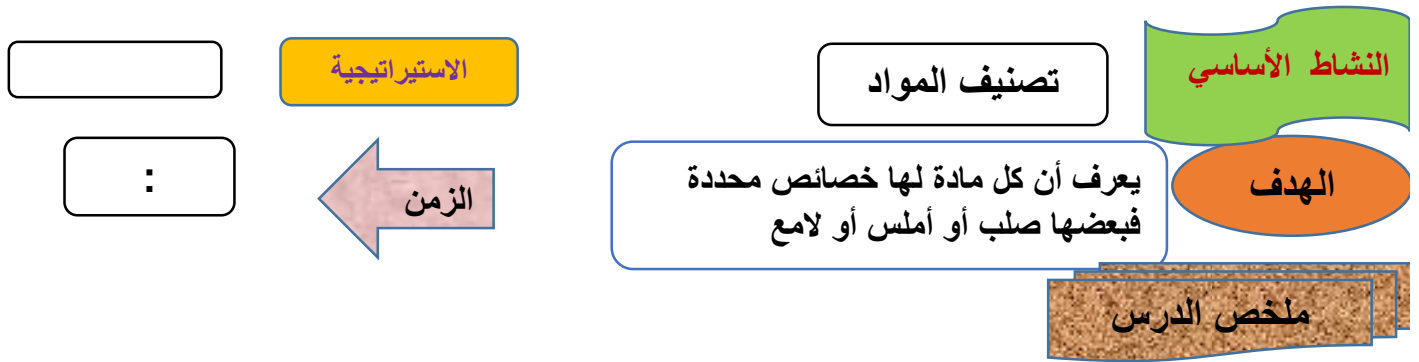 النشاط الأساسي
تصنيف المواد
الاستيراتيجية
الهدف
يعرف أن كل مادة لها خصائص محددة
فبعضها صلب أو أملس أو لامع
الزمن
:
ملخص الدرس